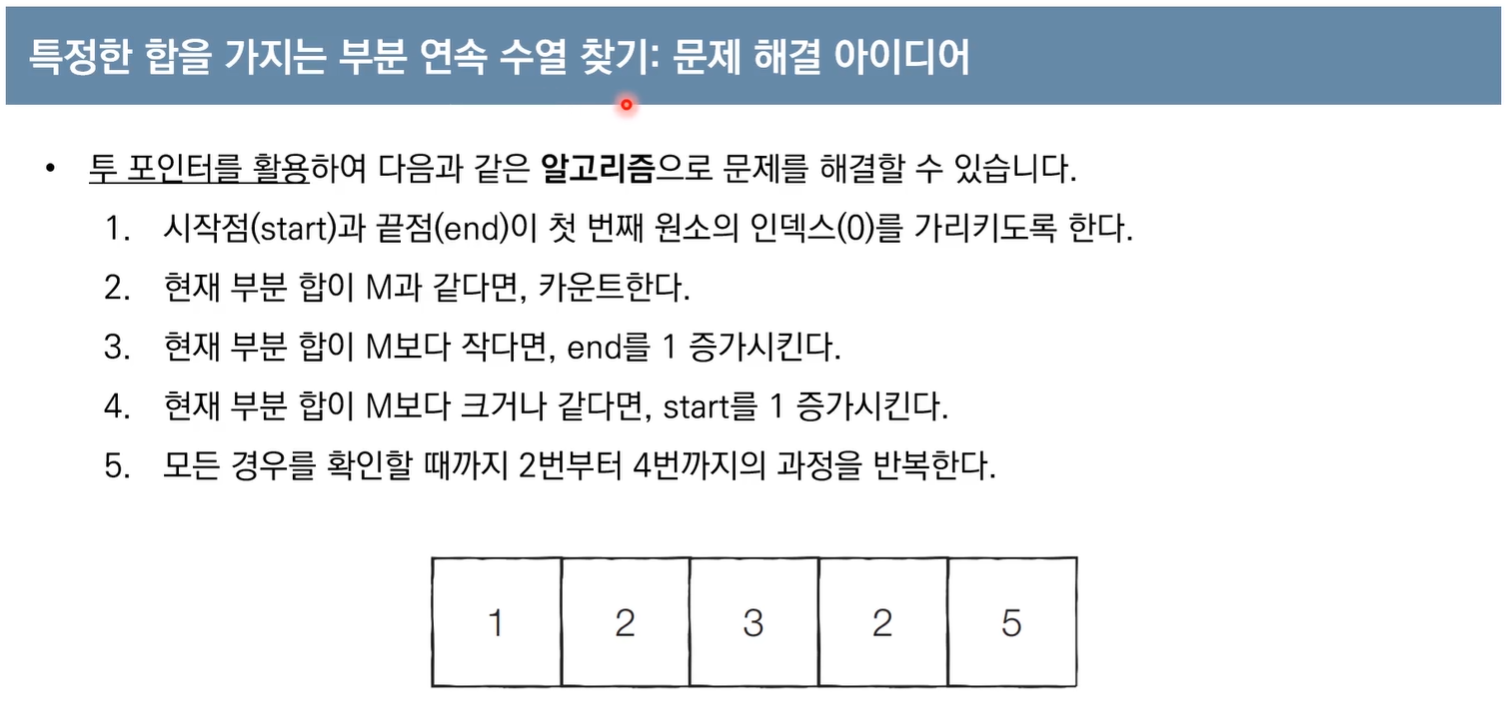 특정한 합을 가지는 부분 연속 수열 찾기: 문제 해결 아이디어
• 투 포인터를 활용하여 다음과 같은 알고리즘으로 문제를 해결할 수 있습니다.
1. 시작점(start)과 끝점(end)이 첫 번째 원소의 인덱스(0)를 가리키도록 한다.
2. 현재 부분 합이 M과 같다면, 카운트한다.
3. 현재 부분 합이 M보다 작다면, end를 1 증가시킨다.
4. 현재 부분 합이 M보다 크거나 같다면, start를 1 증가시킨다.
5. 모든 경우를 확인할 때까지 2번부터 4번까지의 과정을 반복한다.
1 2 3 2 5